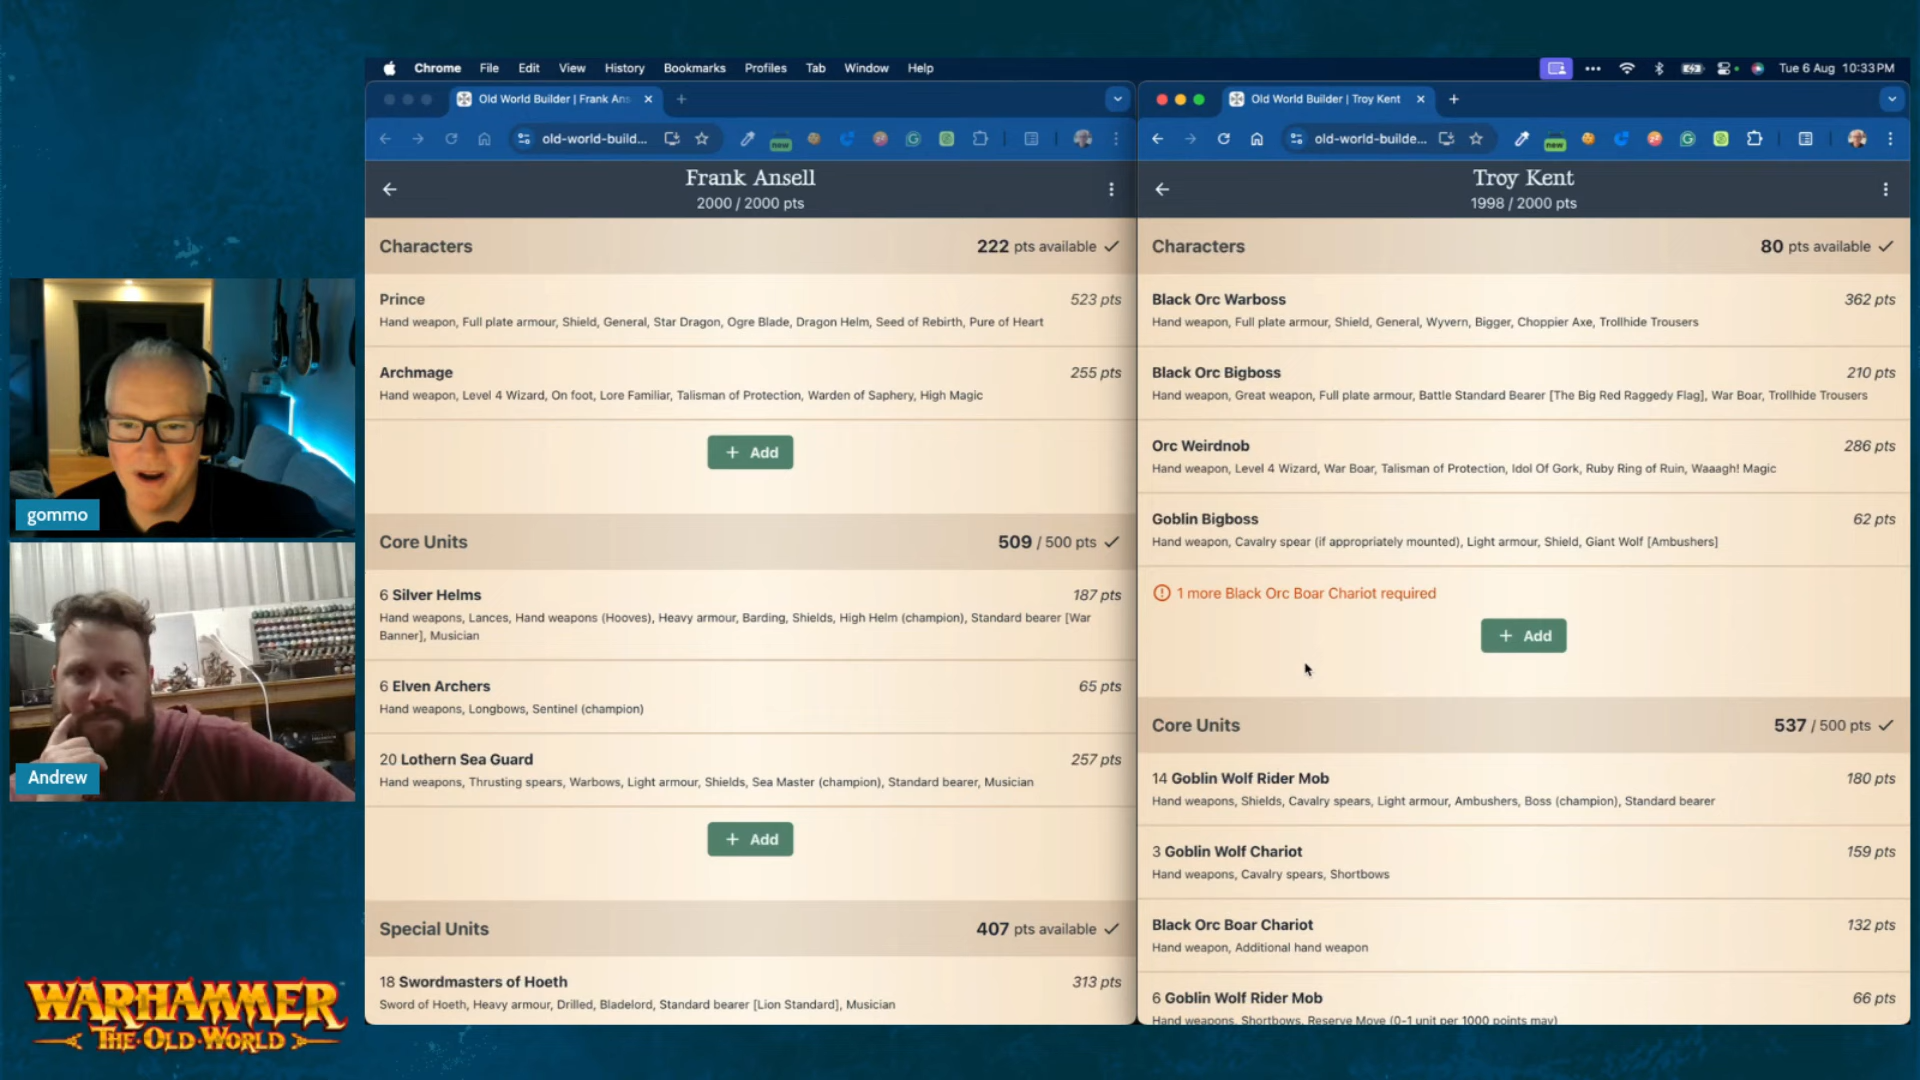 Chrome File Edit View History Bookmarks Profiles Tab Window Help
Tue 6 Aug 10:33PM
Old World Builder | Frank Ans
old-world-build...
new
Frank Ansell
2000 / 2000 pts
Characters
222 pts available
Prince
523 pts
Hand weapon, Full plate armour, Shield, General, Star Dragon, Ogre Blade, Dragon Helm, Seed of Rebirth, Pure of Heart
Archmage
255 pts
Hand weapon, Level 4 Wizard, On foot, Lore Familiar, Talisman of Protection, Warden of Saphery, High Magic
+ Add
Core Units
509 / 500 pts
6 Silver Helms
187 pts
Hand weapons, Lances, Hand weapons (Hooves), Heavy armour, Barding, Shields, High Helm (champion), Standard bearer [War
Banner], Musician
6 Elven Archers
65 pts
Hand weapons, Longbows, Sentinel (champion)
20 Lothern Sea Guard
257 pts
Hand weapons, Thrusting spears, Warbows, Light armour, Shields, Sea Master (champion), Standard bearer, Musician
+ Add
Special Units
407 pts available
18 Swordmasters of Hoeth
313 pts
Sword of Hoeth, Heavy armour, Drilled, Bladelord, Standard bearer [Lion Standard], Musician
Old World Builder | Troy Kent
old-world-builde...
new
Troy Kent
1998 / 2000 pts
Characters
80 pts available
Black Orc Warboss
362 pts
Hand weapon, Full plate armour, Shield, General, Wyvern, Bigger, Choppier Axe, Trollhide Trousers
Black Orc Bigboss
210 pts
Hand weapon, Great weapon, Full plate armour, Battle Standard Bearer [The Big Red Raggedy Flag], War Boar, Trollhide Trousers
Orc Weirdnob
286 pts
Hand weapon, Level 4 Wizard, War Boar, Talisman of Protection, Idol Of Gork, Ruby Ring of Ruin, Waaagh! Magic
Goblin Bigboss
62 pts
Hand weapon, Cavalry spear (if appropriately mounted), Light armour, Shield, Giant Wolf [Ambushers]
1 more Black Orc Boar Chariot required
+ Add
Core Units
537 / 500 pts
14 Goblin Wolf Rider Mob
180 pts
Hand weapons, Shields, Cavalry spears, Light armour, Ambushers, Boss (champion), Standard bearer
3 Goblin Wolf Chariot
159 pts
Hand weapons, Cavalry spears, Shortbows
Black Orc Boar Chariot
132 pts
Hand weapon, Additional hand weapon
6 Goblin Wolf Rider Mob
66 pts
Hand weapons, Shortbows, Reserve Move (0-1 unit per 1000 points may)
gommo
Andrew
WARHAMMER
THE·OLD·WORLD